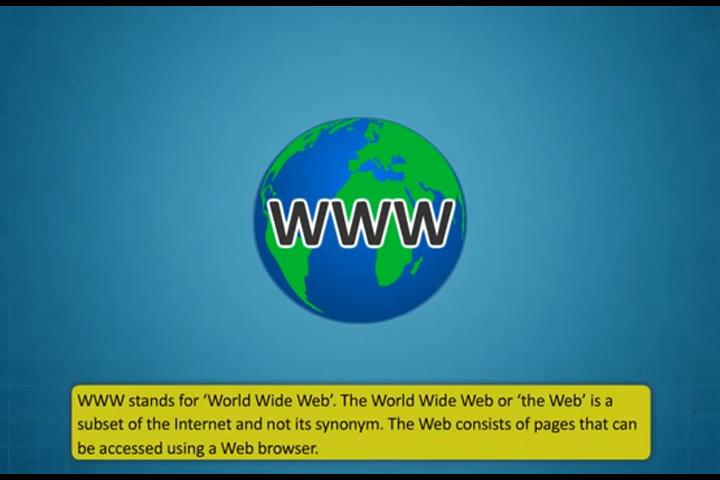 WWW
WWW stands for ‘World Wide Web’. The World Wide Web or ‘the Web’ is a
subset of the Internet and not its synonym. The Web consists of pages that can
be accessed using a Web browser.